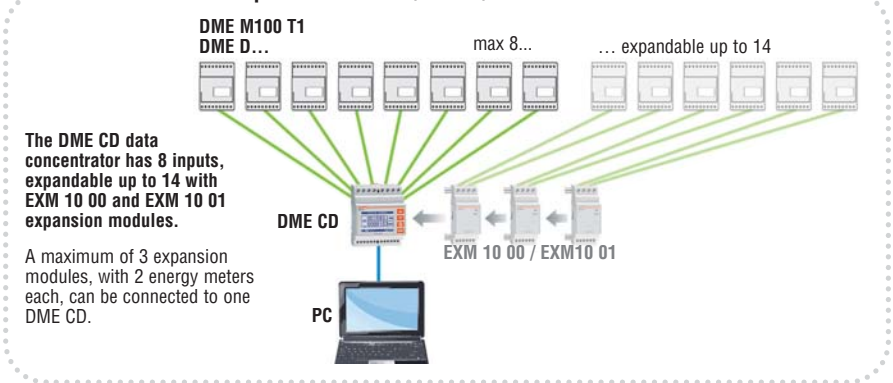 DME M100 T1
DME D...
max 8...
... expandable up to 14
The DME CD data
concentrator has 8 inputs,
expandable up to 14 with
EXM 10 00 and EXM 10 01
expansion modules.
A maximum of 3 expansion
modules, with 2 energy meters
each, can be connected to one
DME CD.
DME CD
EXM 10 00 / EXM10 01
PC